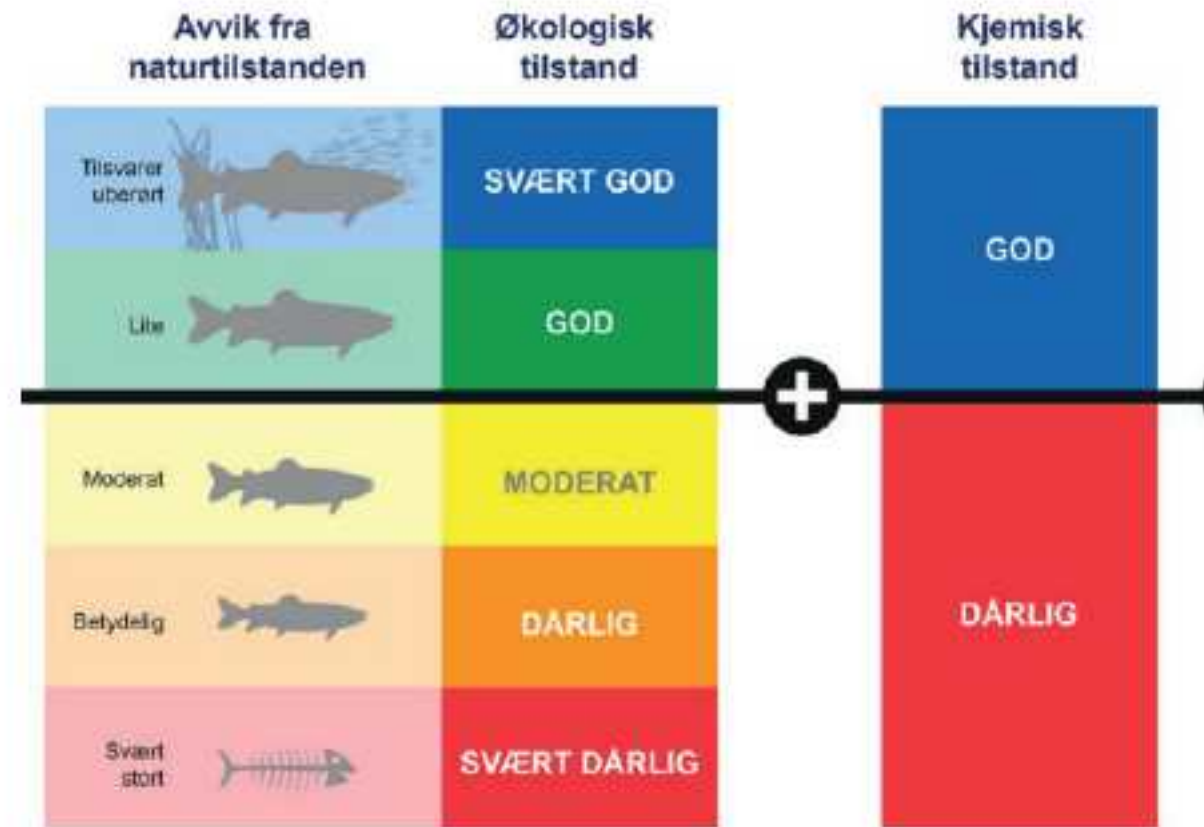 Avvik fra
naturtilstanden
Økologisk
tilstand
Kjemisk
tilstand
Tilsvarer
uberørt
SVÆRT GOD
GOD
Lite
GOD
Moderat
MODERAT
Betydelig
DÅRLIG
DÅRLIG
Svært
stort
SVÆRT DÅRLIG